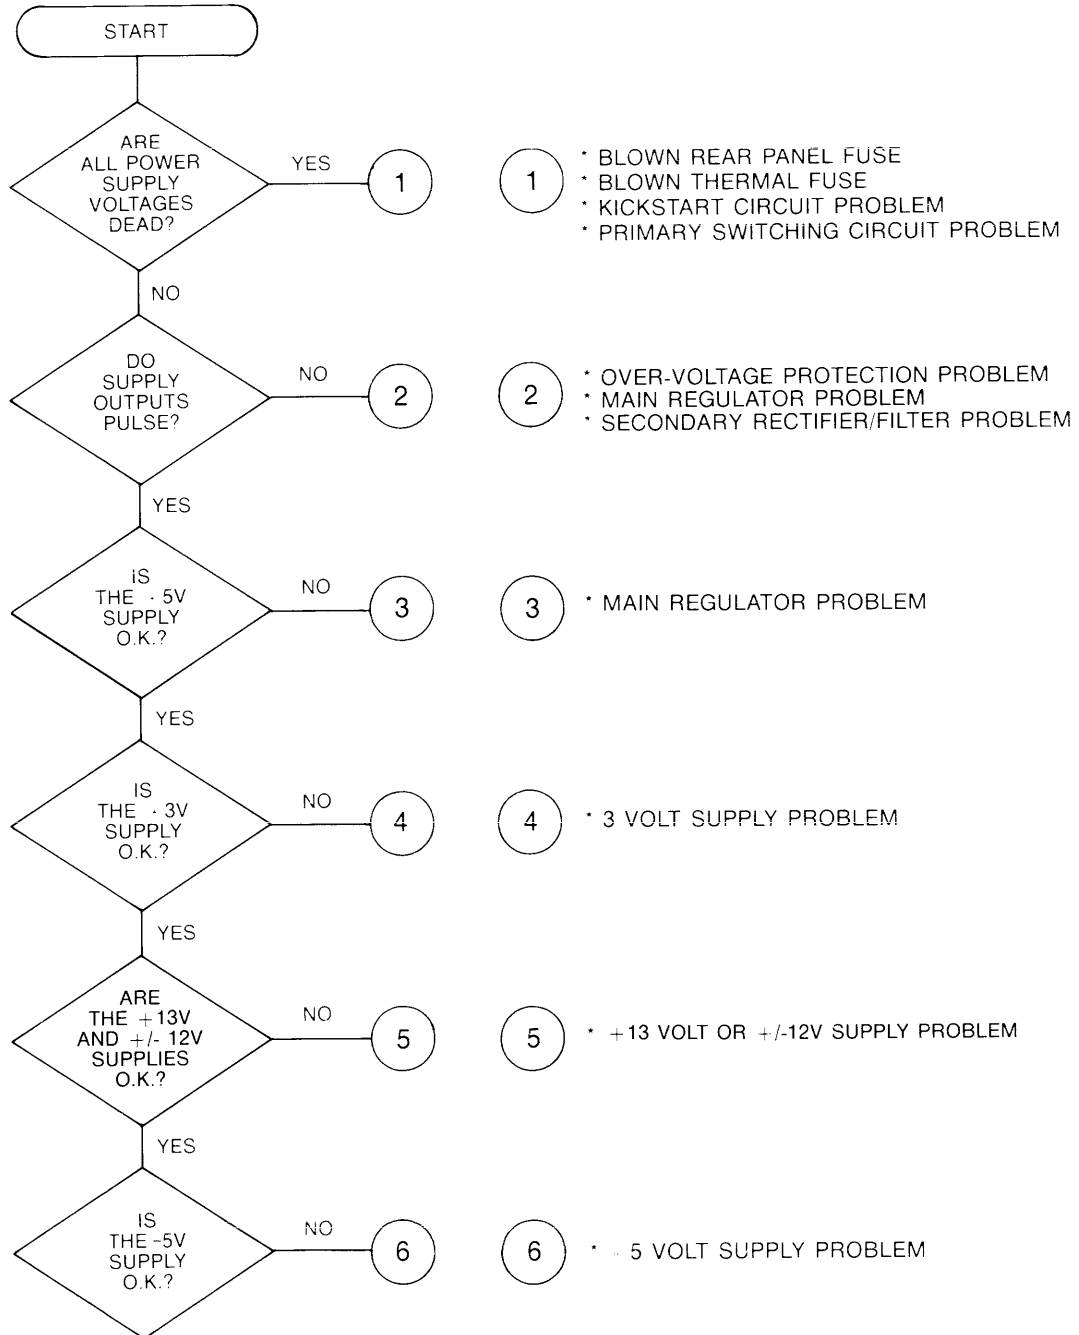 START
ARE
ALL POWER
SUPPLY
VOLTAGES
DEAD?
YES
1
1
* BLOWN REAR PANEL FUSE
* BLOWN THERMAL FUSE
* KICKSTART CIRCUIT PROBLEM
* PRIMARY SWITCHING CIRCUIT PROBLEM
NO
DO
SUPPLY
OUTPUTS
PULSE?
NO
2
2
* OVER-VOLTAGE PROTECTION PROBLEM
* MAIN REGULATOR PROBLEM
* SECONDARY RECTIFIER/FILTER PROBLEM
YES
IS
THE 5V
SUPPLY
O.K.?
NO
3
3
* MAIN REGULATOR PROBLEM
YES
IS
THE 3V
SUPPLY
O.K.?
NO
4
4
* 3 VOLT SUPPLY PROBLEM
YES
ARE
THE +13V
AND +/- 12V
SUPPLIES
O.K.?
NO
5
5
* +13 VOLT OR +/-12V SUPPLY PROBLEM
YES
IS
THE -5V
SUPPLY
O.K.?
NO
6
6
* - 5 VOLT SUPPLY PROBLEM